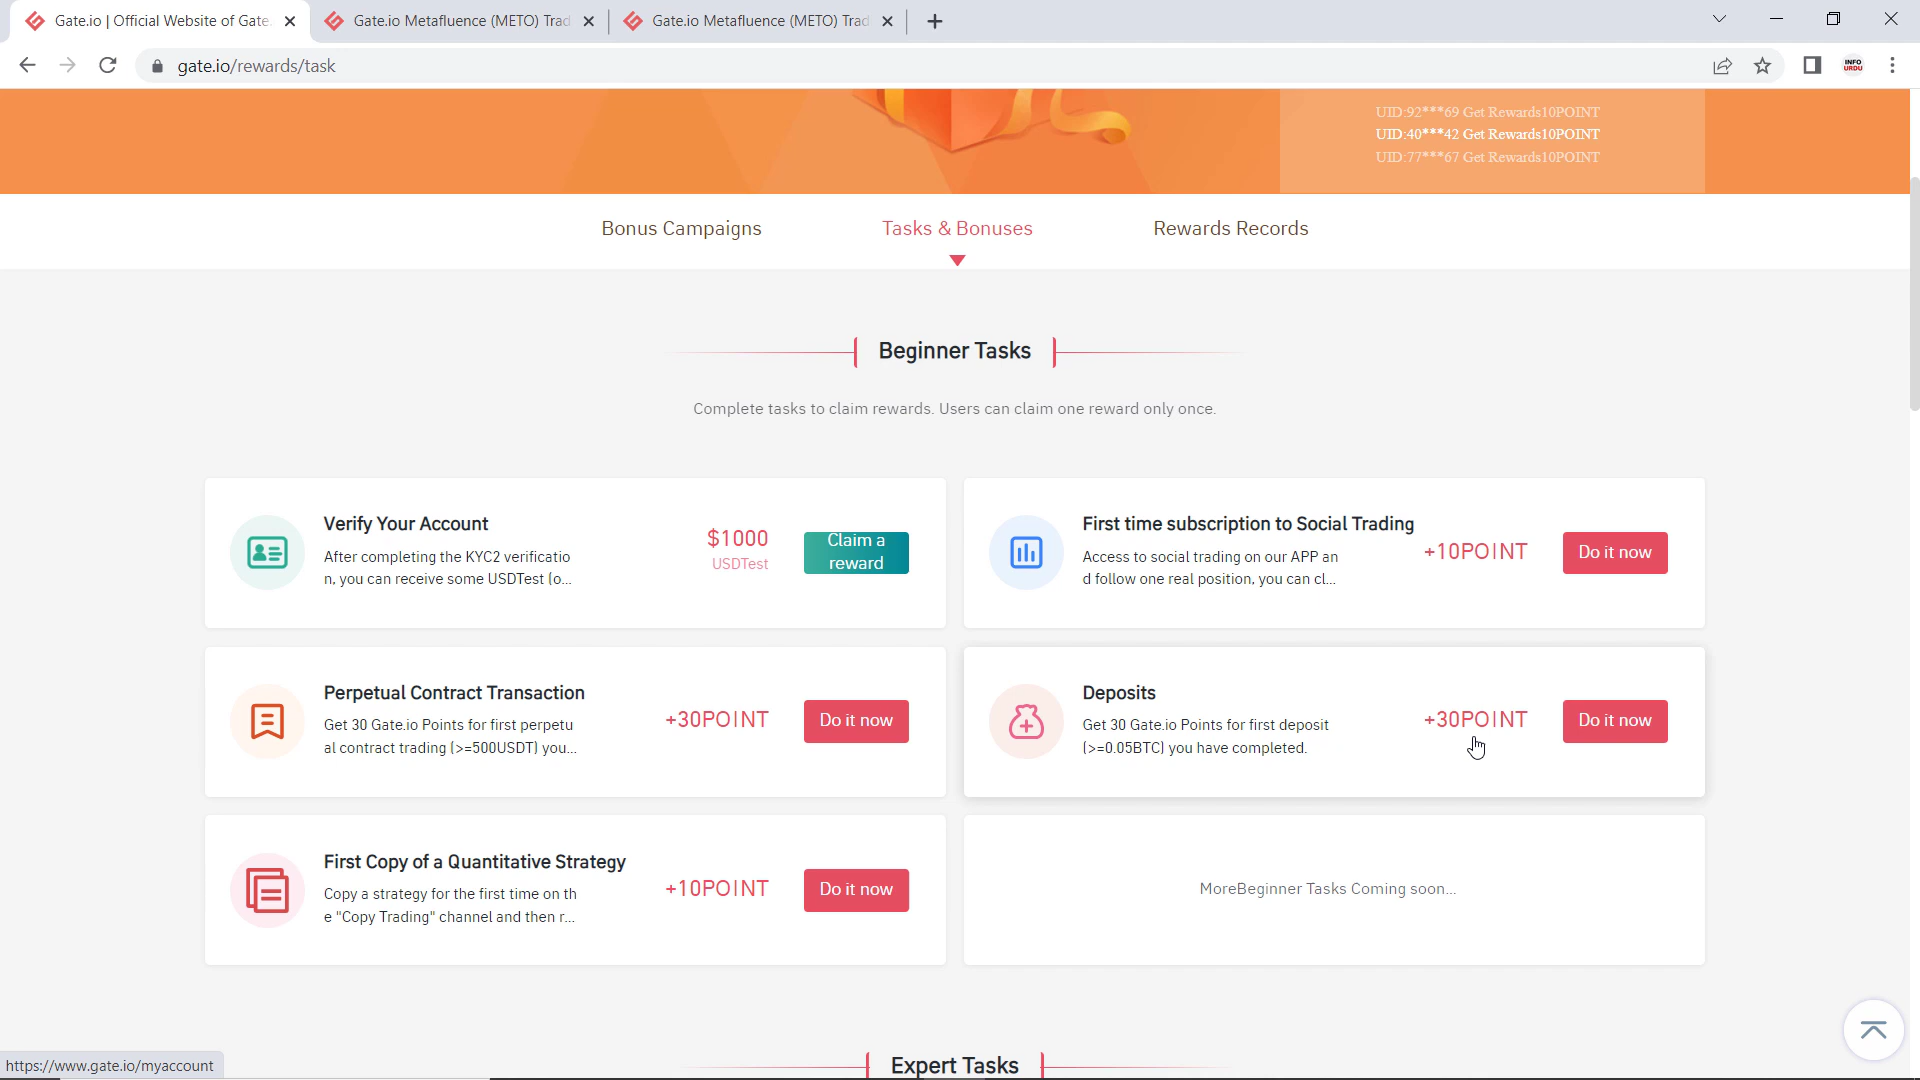 Gate.io | Official Website of Gate.
Gate.io Metafluence (METO) Trad
Gate.io Metafluence (METO) Trad
gate.io/rewards/task
INFO
URDU
UID:92***69 Get Rewards10POINT
UID:40***42 Get Rewards10POINT
UID:77***67 Get Rewards10POINT
Bonus Campaigns
Tasks & Bonuses
Rewards Records
Beginner Tasks
Complete tasks to claim rewards. Users can claim one reward only once.
Verify Your Account
After completing the KYC2 verificatio
n, you can receive some USDTest (o...
$1000
USDTest
Claim a
reward
First time subscription to Social Trading
Access to social trading on our APP an
d follow one real position, you can cl...
+10POINT
Do it now
Perpetual Contract Transaction
Get 30 Gate.io Points for first perpetu
al contract trading (>=500USDT) you...
+30POINT
Do it now
Deposits
Get 30 Gate.io Points for first deposit
(>=0.05BTC) you have completed.
+30POINT
Do it now
First Copy of a Quantitative Strategy
Copy a strategy for the first time on th
e "Copy Trading" channel and then r...
+10POINT
Do it now
MoreBeginner Tasks Coming soon...
Expert Tasks
https://www.gate.io/myaccount